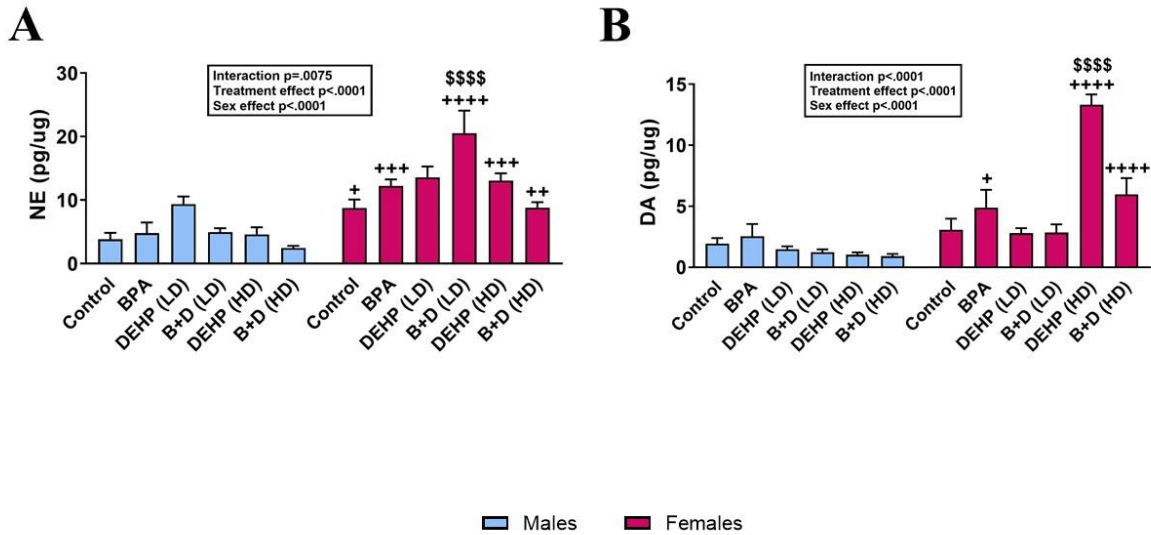 A
NE (pg/ug)
30
20
10
0
Interaction p=.0075
Treatment effect p<.0001
Sex effect p<.0001
+
+++
$$$$
++++
+++
++
Control
BPA
DEHP (LD)
B+D (LD)
DEHP (HD)
B+D (HD)
Control
BPA
DEHP (LD)
B+D (LD)
DEHP (HD)
B+D (HD)
B
DA (pg/ug)
15
10
5
0
Interaction p<.0001
Treatment effect p<.0001
Sex effect p<.0001
+
$$$$
++++
++++
Control
BPA
DEHP (LD)
B+D (LD)
DEHP (HD)
B+D (HD)
Control
BPA
DEHP (LD)
B+D (LD)
DEHP (HD)
B+D (HD)
Males
Females